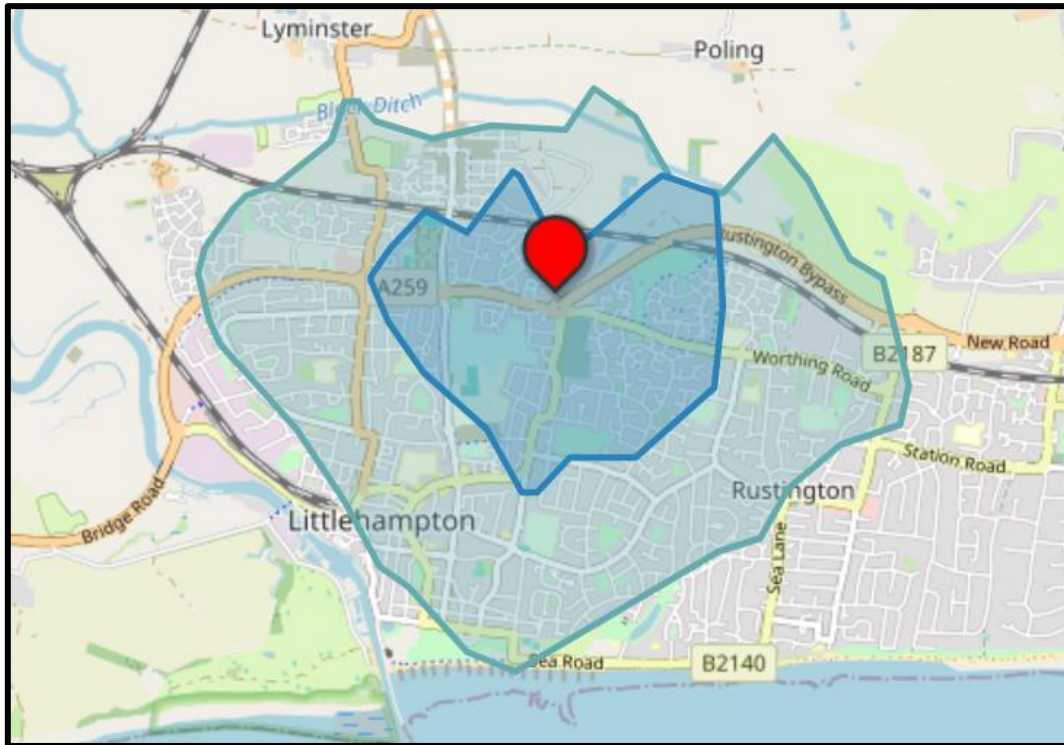 Lyminster
Poling
Black Ditch
A259
Rustington Bypass
New Road
B2187
Worthing Road
Station Road
Rustington
Littlehampton
Bridge Road
Sea Lane
Sea Road
B2140